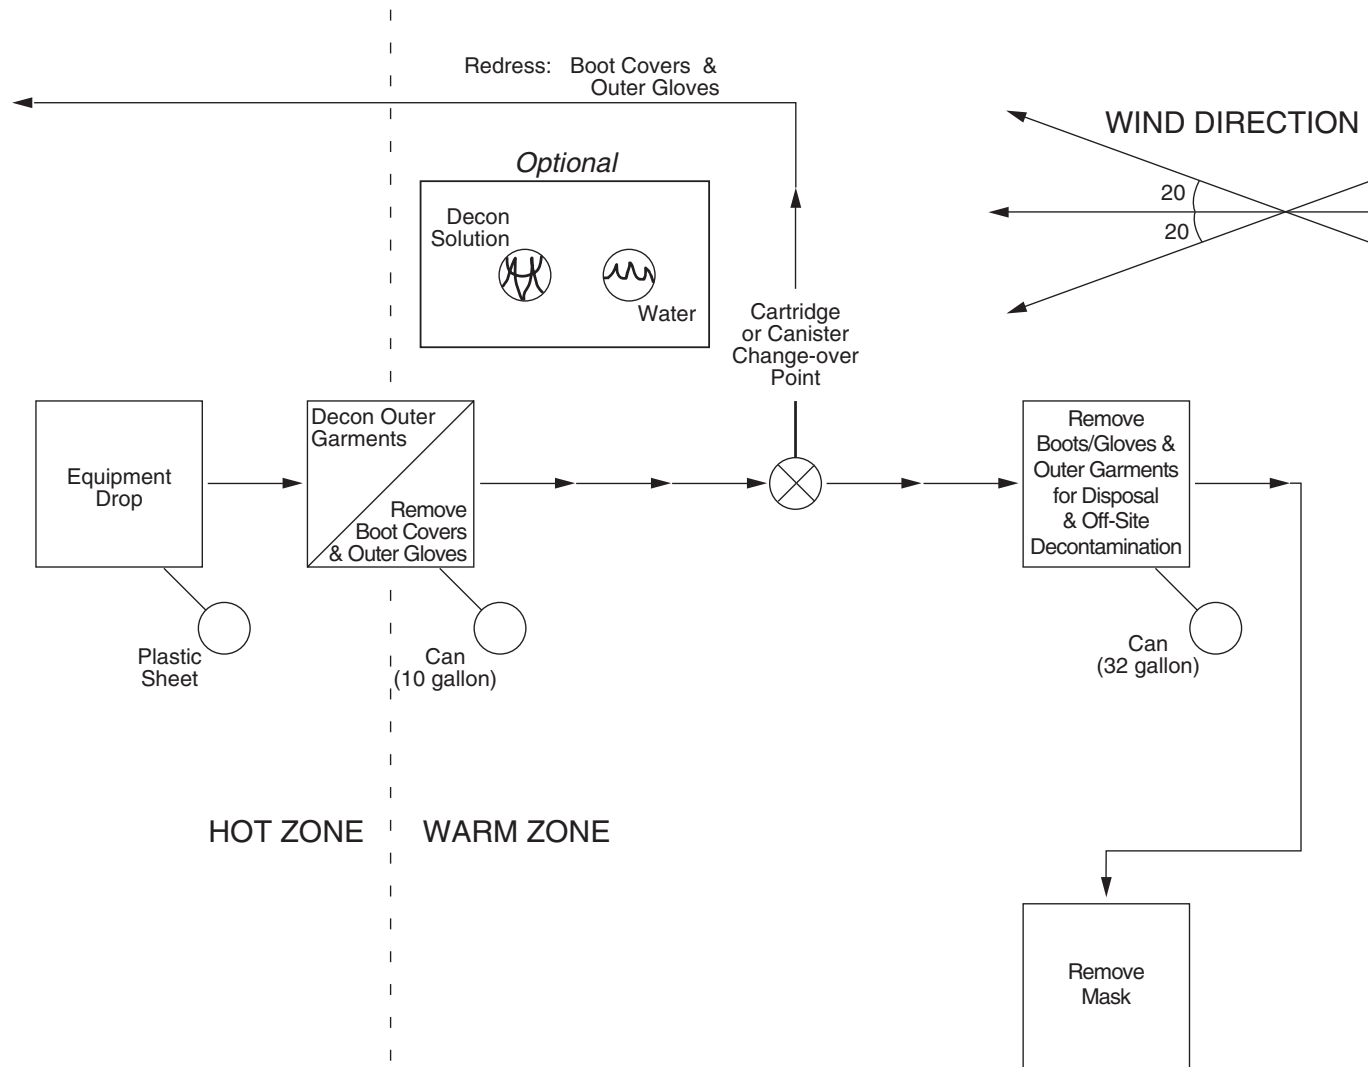 Redress: Boot Covers &
Outer Gloves
WIND DIRECTION
Optional
20
20
Decon
Solution
Water
Cartridge
or Canister
Change-over
Point
Equipment
Drop
Decon Outer
Garments
Remove
Boot Covers
& Outer Gloves
Remove
Boots/Gloves &
Outer Garments
for Disposal
& Off-Site
Decontamination
Plastic
Sheet
Can
(10 gallon)
Can
(32 gallon)
HOT ZONE
WARM ZONE
Remove
Mask